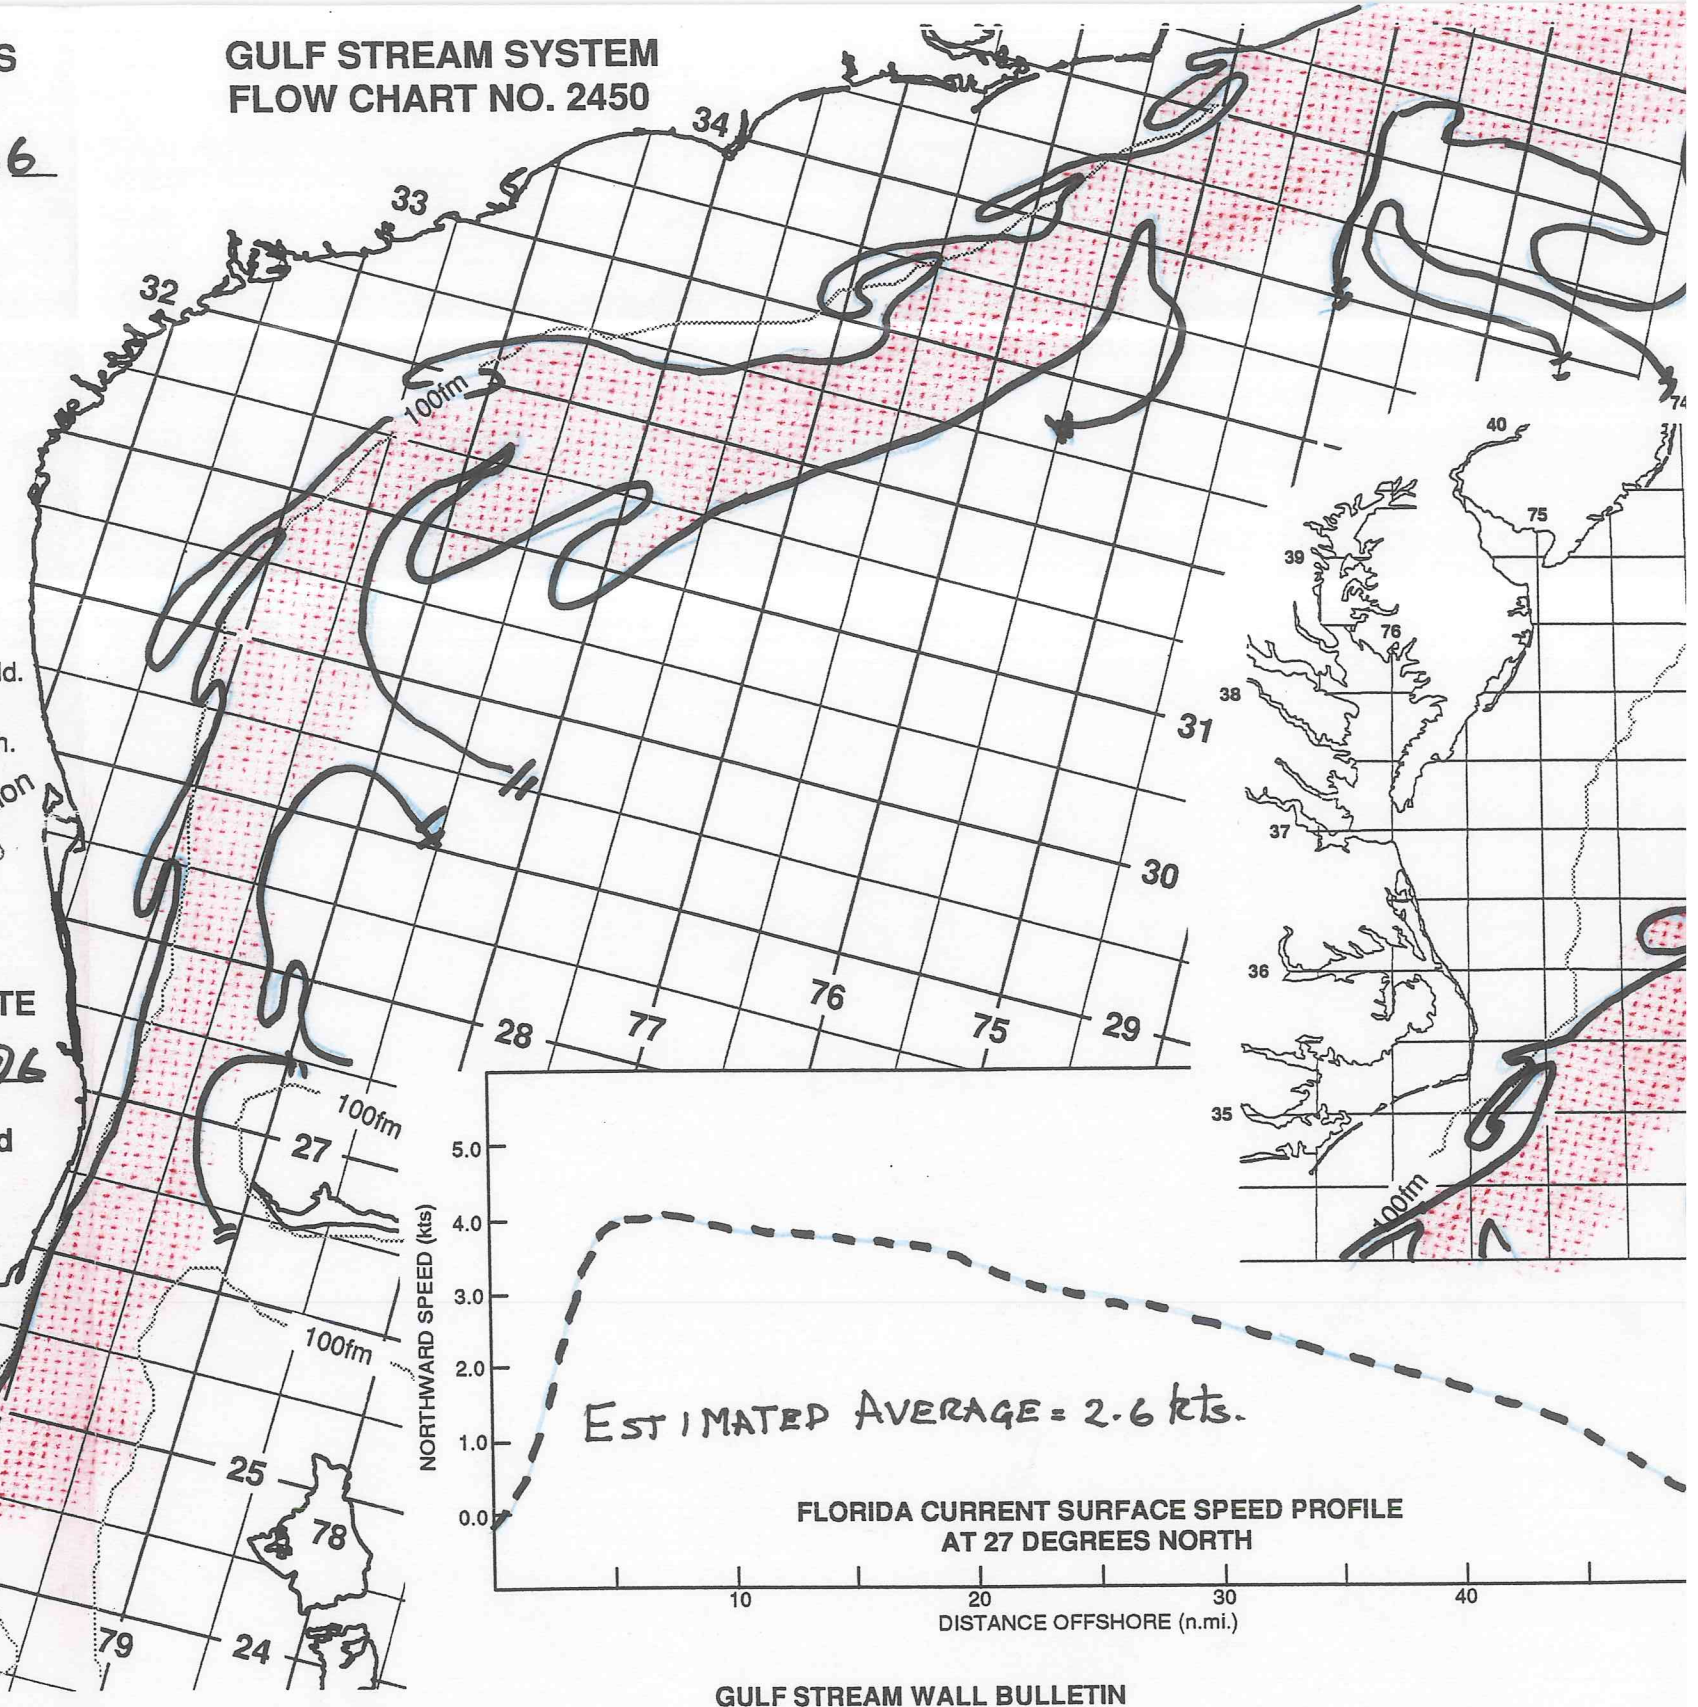 S
GULF STREAM SYSTEM
FLOW CHART NO. 2450
6
34
33
32
100fm
74
40
75
39
76
38
37
36
35
100fm
ld.
31
ion
30
76
TE
77
75
29
28
26
100fm
27
d
100fm
25
78
79
24
5.0
4.0
3.0
2.0
1.0
0.0
NORTHWARD SPEED (kts)
ESTIMATED AVERAGE = 2.6 kts.
FLORIDA CURRENT SURFACE SPEED PROFILE
AT 27 DEGREES NORTH
10 20 30 40
DISTANCE OFFSHORE (n.mi.)
GULF STREAM WALL BULLETIN